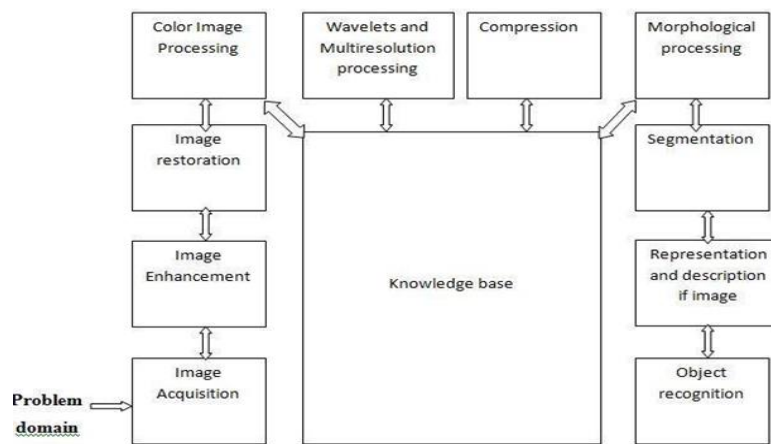 Color Image
Processing
Wavelets and
Multiresolution
processing
Compression
Morphological
processing
Image
restoration
Segmentation
Image
Enhancement
Knowledge base
Representation
and description
if image
Image
Acquisition
Object
recognition
Problem
domain